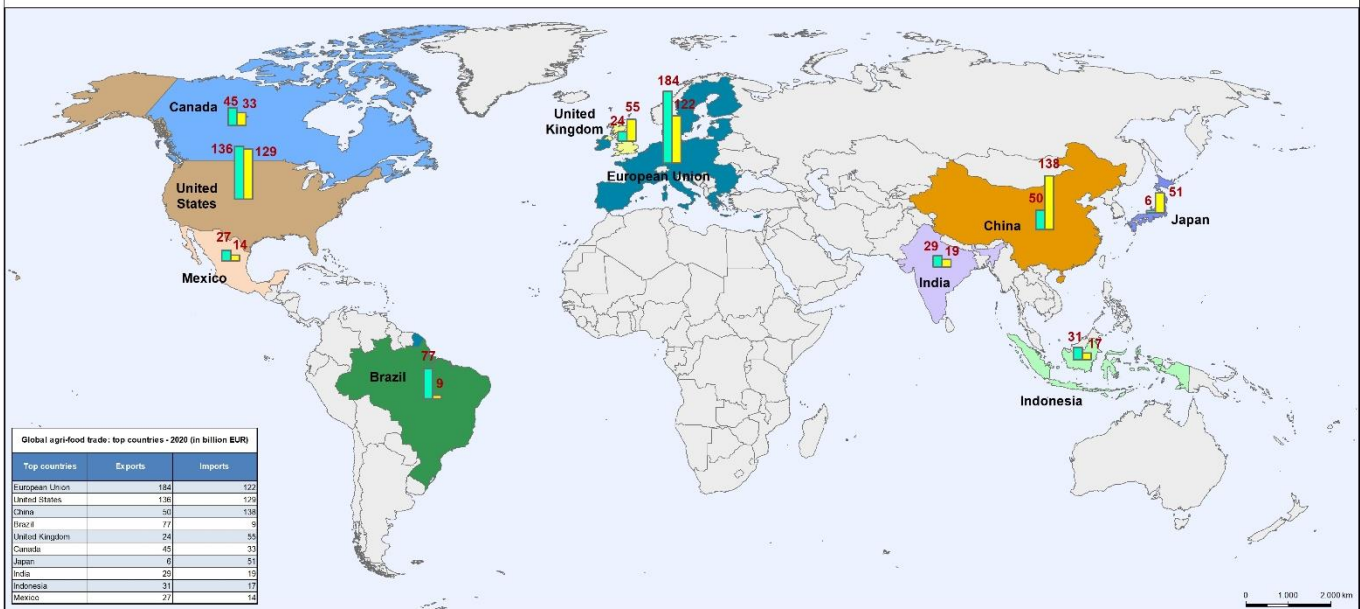 184
122
55
United
Kingdom
24
European Union
Canada
45 33
136 129
United
States
27
14
Mexico
138
50
China
51
6
Japan
29
19
India
31
17
Indonesia
77
Brazil
9
Global agri-food trade: top countries - 2020 (in billion EUR)
Top countries Exports Imports
European Union 184 122
United States 136 129
China 50 138
Brazil 77 9
United Kingdom 24 55
Canada 45 33
Japan 6 51
India 29 19
Indonesia 31 17
Mexico 27 14
0 1 000 2 000 km